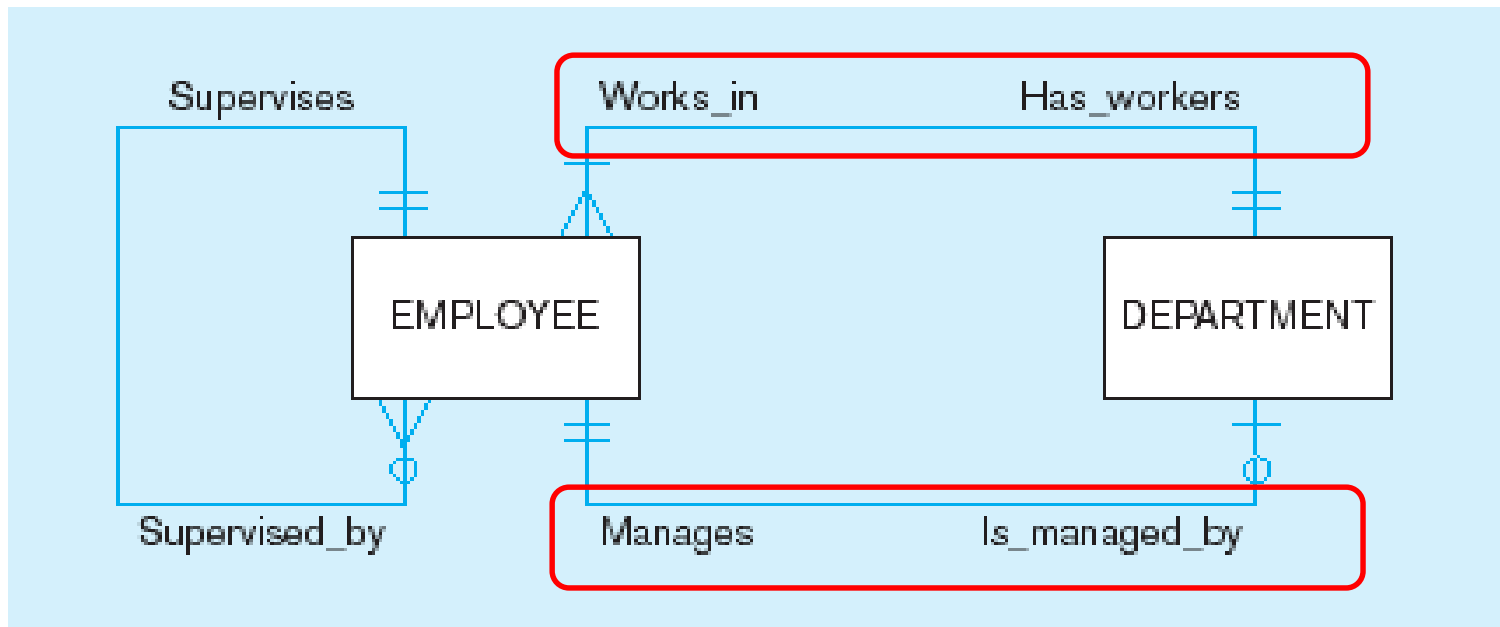 Supervises
Works_in
Has_workers
EMPLOYEE
DEPARTMENT
Supervised_by
Manages
Is_managed_by